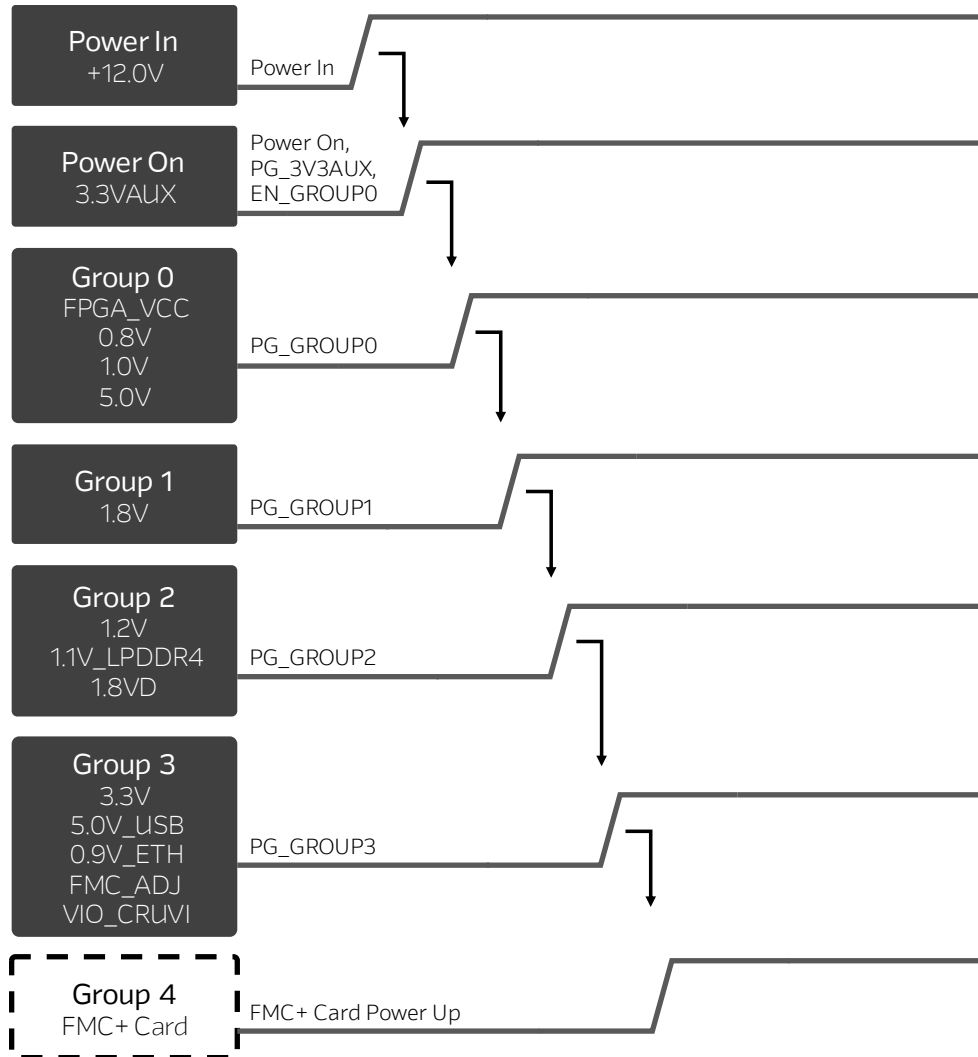 Power In
+12.0V
Power In
Power On
3.3VAUX
Power On,
PG_3V3AUX,
EN_GROUP0
Group 0
FPGA_VCC
0.8V
1.0V
5.0V
PG_GROUP0
Group 1
1.8V
PG_GROUP1
Group 2
1.2V
1.1V_LPDDR4
1.8VD
PG_GROUP2
Group 3
3.3V
5.0V_USB
0.9V_ETH
FMC_ADJ
VIO_CRUVI
PG_GROUP3
Group 4
FMC+ Card
FMC+ Card Power Up